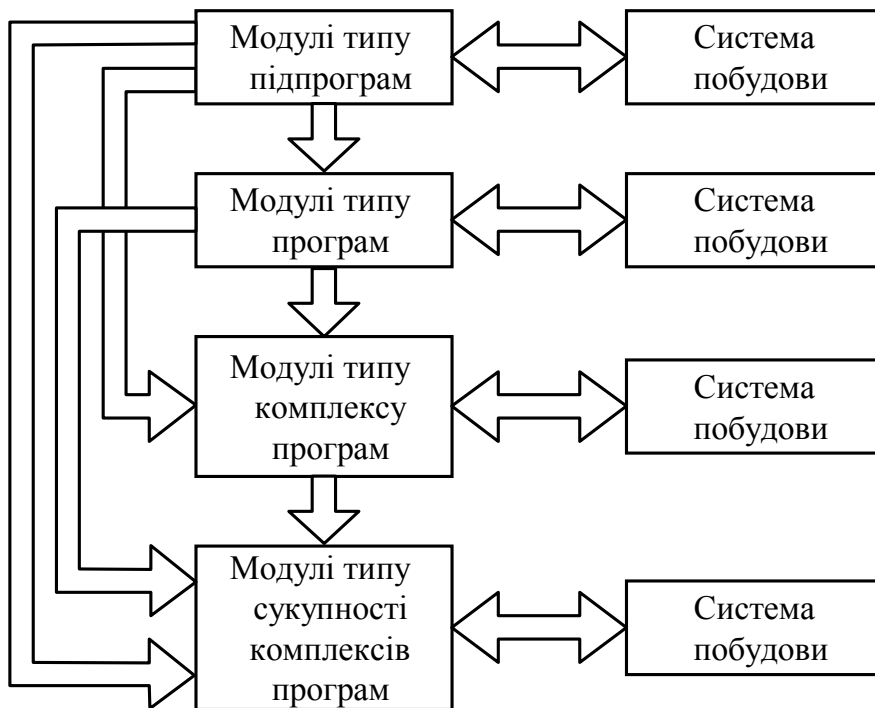 Модулі типу
підпрограм
Система
побудови
Модулі типу
програм
Система
побудови
Модулі типу
комплексу
програм
Система
побудови
Модулі типу
сукупності
комплексів
програм
Система
побудови